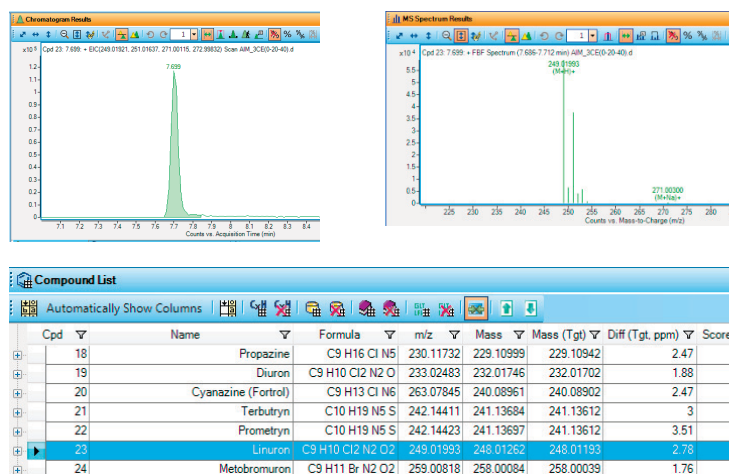 Chromatogram Results
1
x10 5 Cpd 23: 7.699: + EIC(249.01921, 251.01637, 271.00115, 272.99832) Scan AIM_3CE(0-20-40).d
7.699
1.2
1.1
1
0.9
0.8
0.7
0.6
0.5
0.4
0.3
0.2
0.1
0
7.1 7.2 7.3 7.4 7.5 7.6 7.7 7.8 7.9 8 8.1 8.2 8.3 8.4
Counts vs. Acquisition Time (min)
MS Spectrum Results
1
x10 4 Cpd 23: 7.699: + FBF Spectrum (7.686-7.712 min) AIM_3CE(0-20-40).d
249.01993
(M+H)+
5.5
5
4.5
4
3.5
3
2.5
2
1.5
1
0.5
0
271.00300
(M+Na)+
225 230 235 240 245 250 255 260 265 270 275 280
Counts vs. Mass-to-Charge (m/z)
Compound List
Automatically Show Columns
Cpd Name Formula m/z Mass Mass (Tgt) Diff (Tgt, ppm) Score
18 Propazine C9 H16 Cl N5 230.11732 229.10999 229.10942 2.47
19 Diuron C9 H10 Cl2 N2 O 233.02483 232.01746 232.01702 1.88
20 Cyanazine (Fortrol) C9 H13 Cl N6 263.07845 240.08961 240.08902 2.47
21 Terbutryn C10 H19 N5 S 242.14411 241.13684 241.13612 3
22 Prometryn C10 H19 N5 S 242.14423 241.13697 241.13612 3.51
23 Linuron C9 H10 Cl2 N2 O2 249.01993 248.01262 248.01193 2.78
24 Metobromuron C9 H11 Br N2 O2 259.00818 258.00084 258.00039 1.76